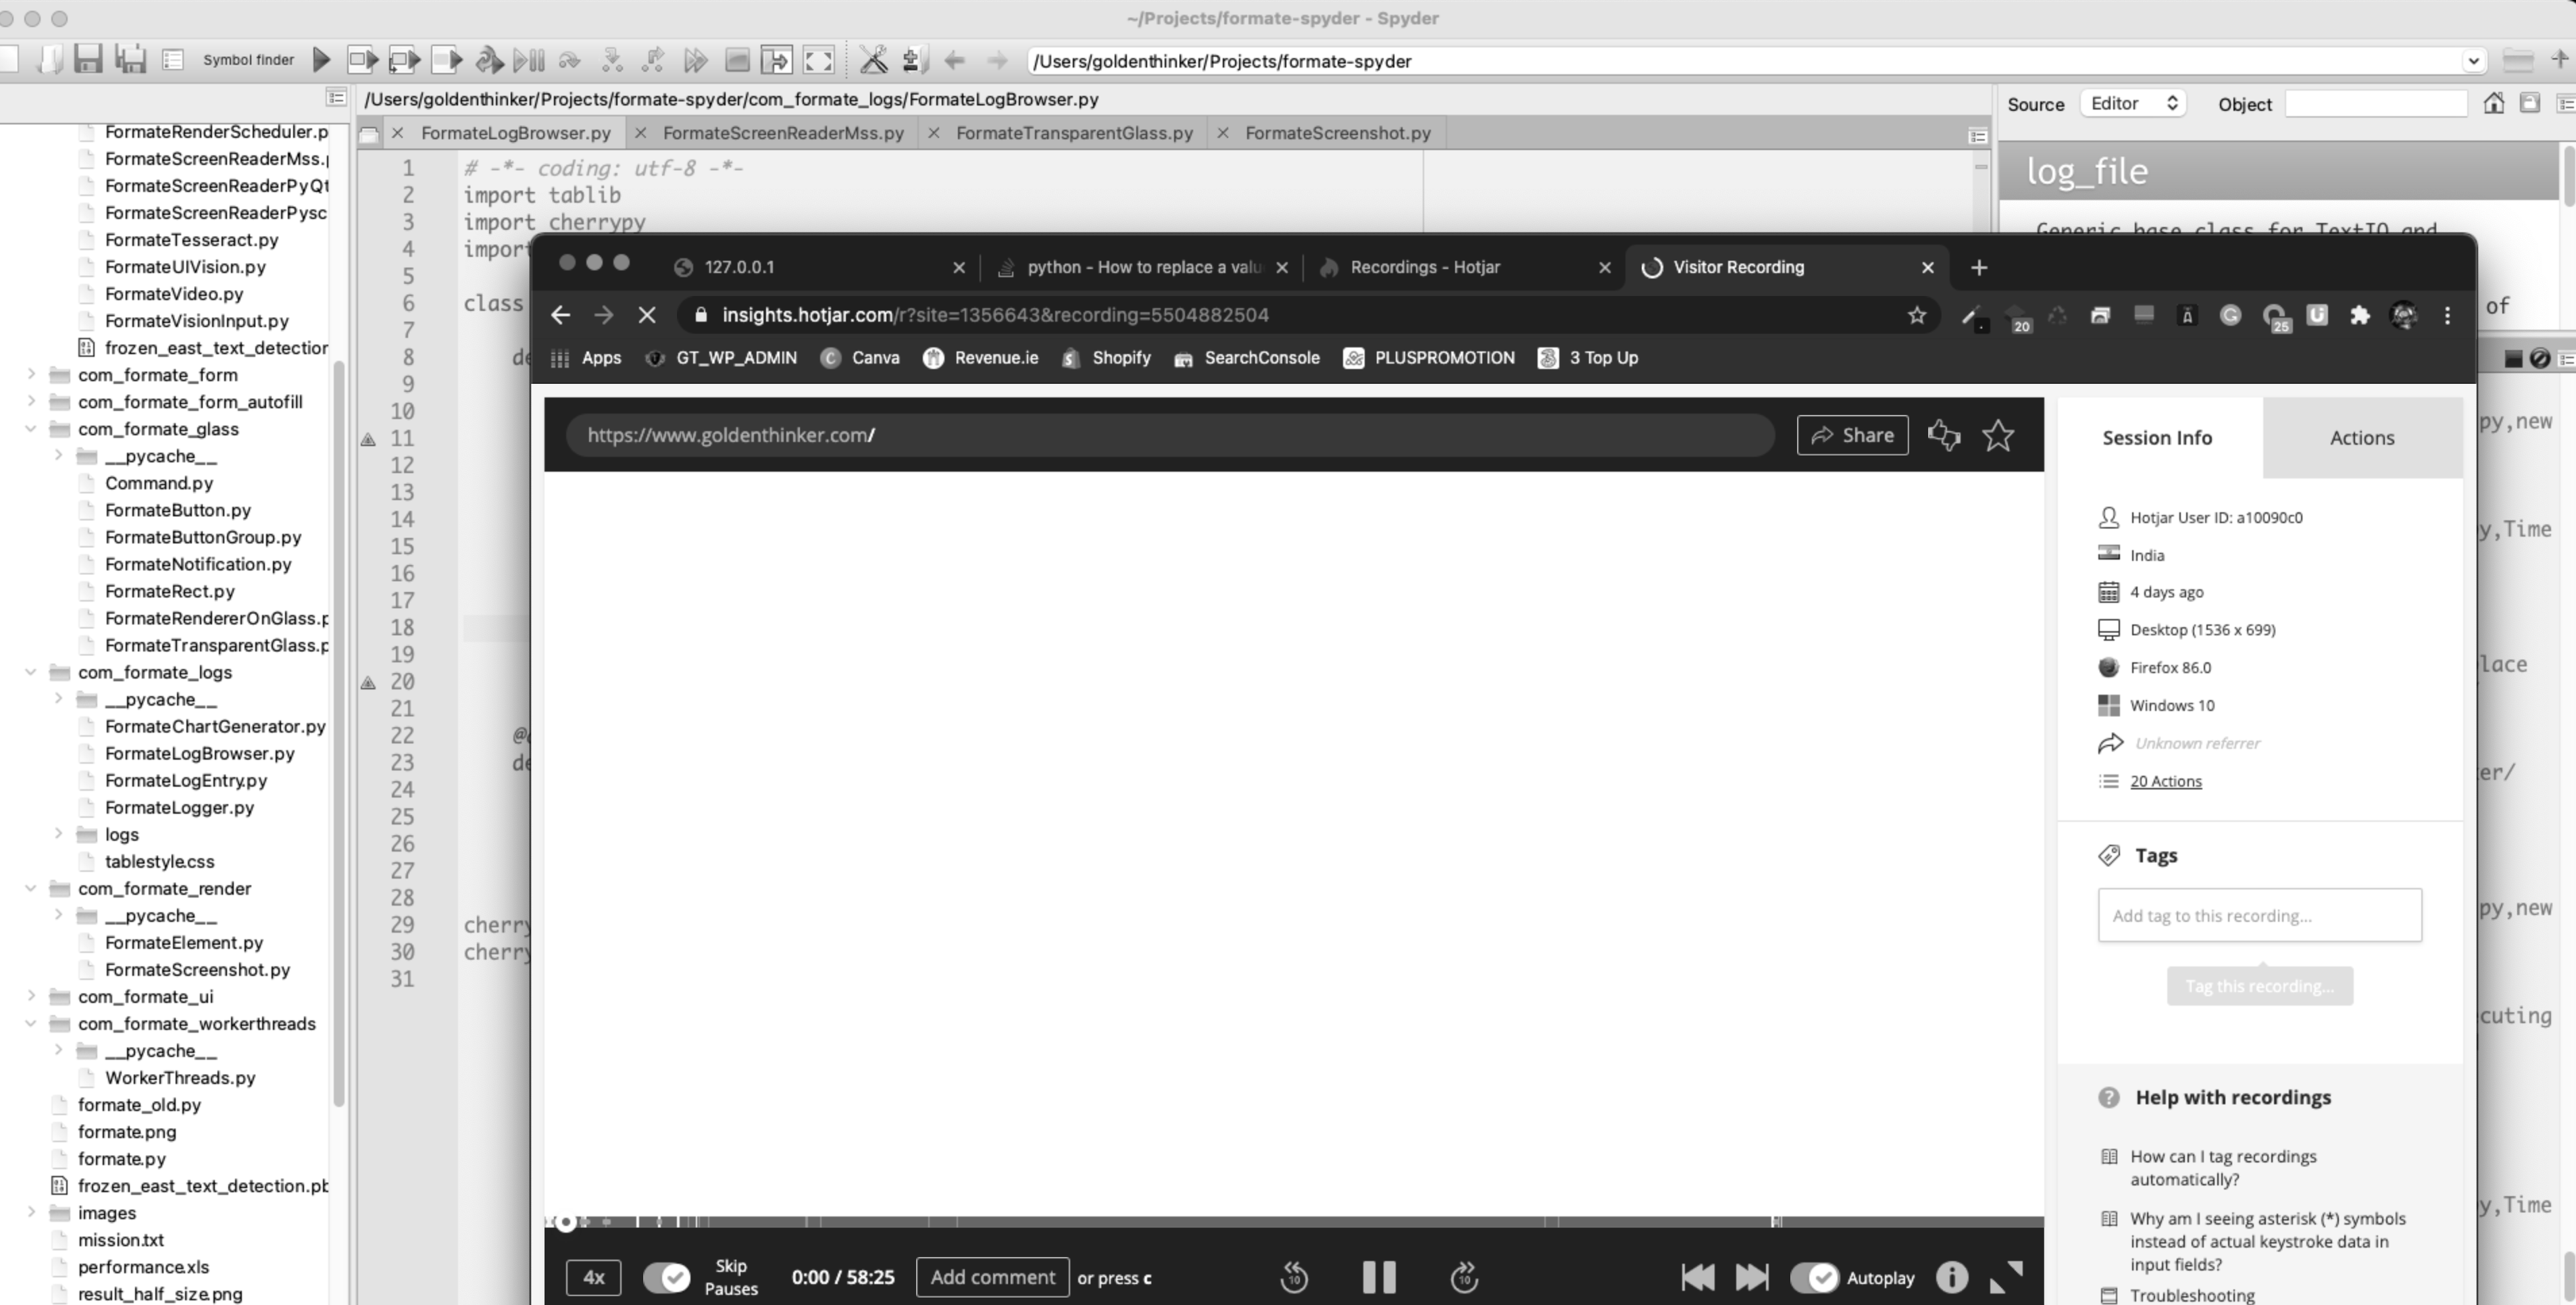 ~/Projects/formate-spyder - Spyder
Symbol finder
/Users/goldenthinker/Projects/formate-spyder
/Users/goldenthinker/Projects/formate-spyder/com_formate_logs/FormateLogBrowser.py
Source Editor Object
FormateLogBrowser.py FormateScreenReaderMss.py FormateTransparentGlass.py FormateScreenshot.py
FormateRenderScheduler.p
FormateScreenReaderMss.
FormateScreenReaderPyQt
FormateScreenReaderPysc
FormateTesseract.py
FormateUIVision.py
FormateVideo.py
FormateVisionInput.py
frozen_east_text_detection
com_formate_form
com_formate_form_autofill
com_formate_glass
__pycache__
Command.py
FormateButton.py
FormateButtonGroup.py
FormateNotification.py
FormateRect.py
FormateRendererOnGlass.p
FormateTransparentGlass.p
com_formate_logs
__pycache__
FormateChartGenerator.py
FormateLogBrowser.py
FormateLogEntry.py
FormateLogger.py
logs
tablestyle.css
com_formate_render
__pycache__
FormateElement.py
FormateScreenshot.py
com_formate_ui
com_formate_workerthreads
__pycache__
WorkerThreads.py
formate_old.py
formate.png
formate.py
frozen_east_text_detection.pb
images
mission.txt
performance.xls
result_half_size.png
1 # -*- coding: utf-8 -*-
2 import tablib
3 import cherrypy
4 import
5
6 class
7
8 de
9
10
11
12
13
14
15
16
17
18
19
20
21
22 @
23 de
24
25
26
27
28
29 cherry
30 cherry
31
log_file
Generic base class for TextIO and
of
py,new
y,Time
lace
er/
py,new
cuting
y,Time
127.0.0.1
python - How to replace a valu
Recordings - Hotjar
Visitor Recording
insights.hotjar.com/r?site=1356643&recording=5504882504
20
25
Apps GT_WP_ADMIN Canva Revenue.ie Shopify SearchConsole PLUSPROMOTION 3 Top Up
https://www.goldenthinker.com/
Share
Session Info Actions
Hotjar User ID: a10090c0
India
4 days ago
Desktop (1536 x 699)
Firefox 86.0
Windows 10
Unknown referrer
20 Actions
Tags
Add tag to this recording...
Tag this recording...
Help with recordings
How can I tag recordings
automatically?
Why am I seeing asterisk (*) symbols
instead of actual keystroke data in
input fields?
Troubleshooting
4x
Skip
Pauses
0:00 / 58:25
Add comment or press c
10
10
Autoplay